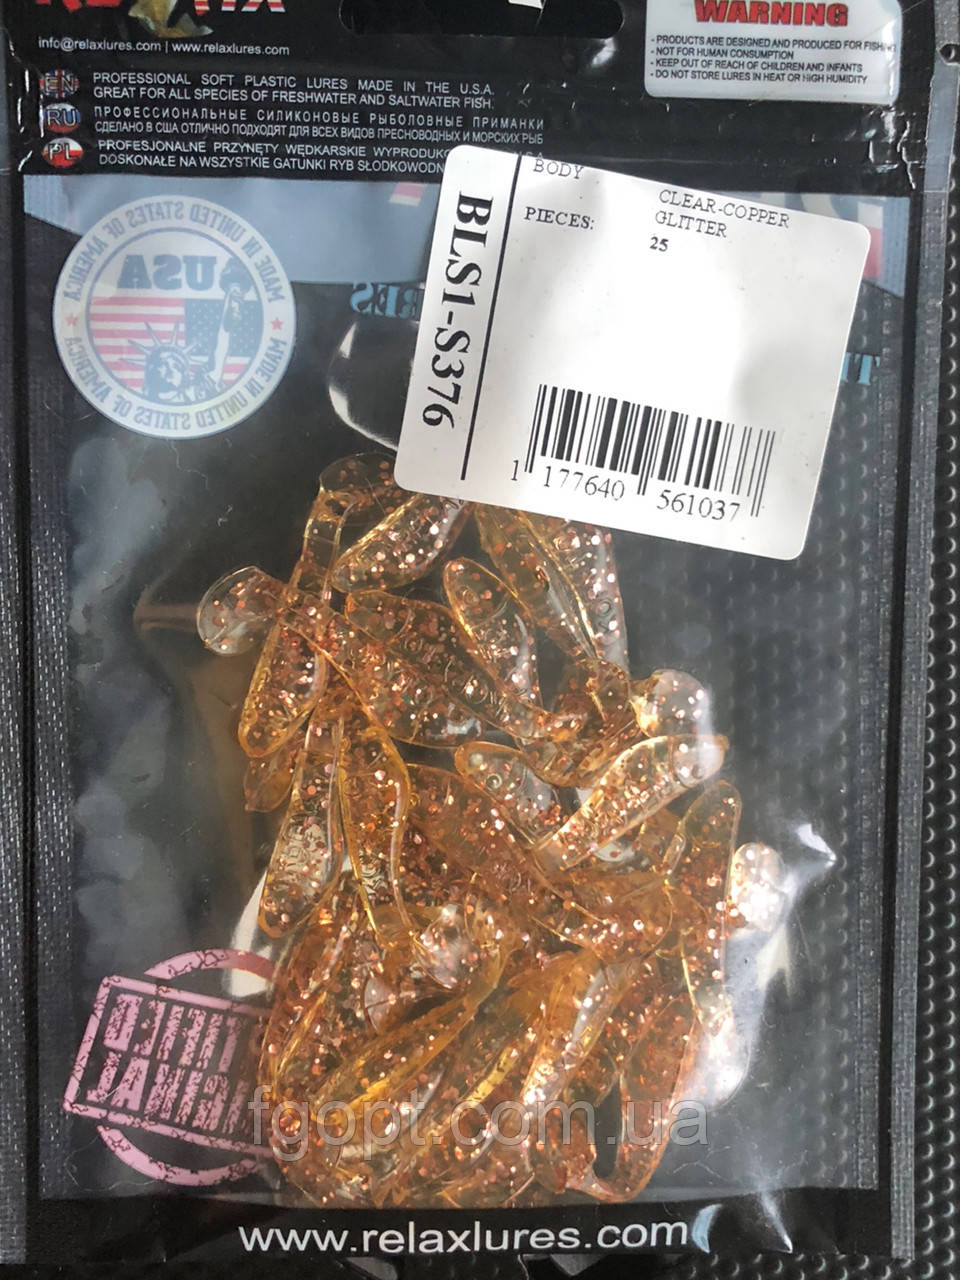 info@relaxlures.com | www.relaxlures.com
WARNING
- PRODUCTS ARE DESIGNED AND PRODUCED FOR FISHING
- NOT FOR HUMAN CONSUMPTION
- KEEP OUT OF REACH OF CHILDREN AND INFANTS
- DO NOT STORE LURES IN HEAT OR HIGH HUMIDITY
EN
PROFESSIONAL SOFT PLASTIC LURES MADE IN THE U.S.A.
GREAT FOR ALL SPECIES OF FRESHWATER AND SALTWATER FISH.
RU
ПРОФЕССИОНАЛЬНЫЕ СИЛИКОНОВЫЕ РЫБОЛОВНЫЕ ПРИМАНКИ
СДЕЛАНО В США ОТЛИЧНО ПОДХОДЯТ ДЛЯ ВСЕХ ВИДОВ ПРЕСНОВОДНЫХ И МОРСКИХ РЫБ
PL
PROFESJONALNE PRZYNĘTY WĘDKARSKIE
DOSKONAŁE NA WSZYSTKIE GATUNKI RYB
BLS1-S376
BODY
CLEAR-COPPER
GLITTER
PIECES:
25
1 177640 561037
MADE IN UNITED STATES OF AMERICA
USA
MADE IN UNITED STATES OF AMERICA
fgopt.com.ua
www.relaxlures.com